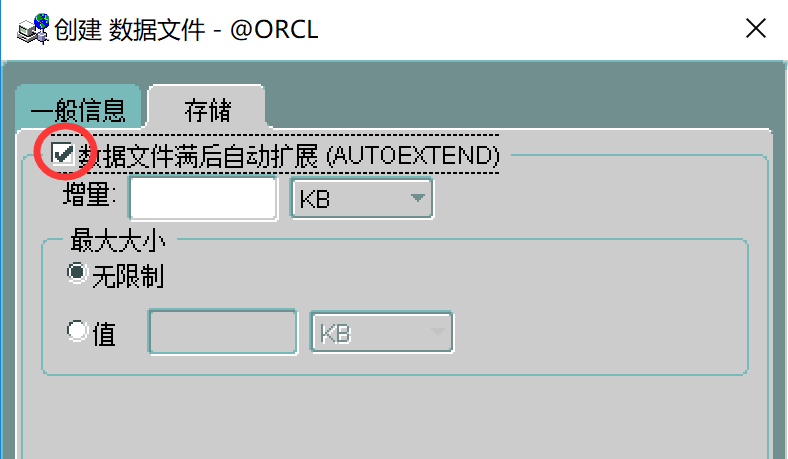 创建 数据文件 - @ORCL
一般信息 存储
数据文件满后自动扩展 (AUTOEXTEND)
增量: KB
最大大小
无限制
值 KB